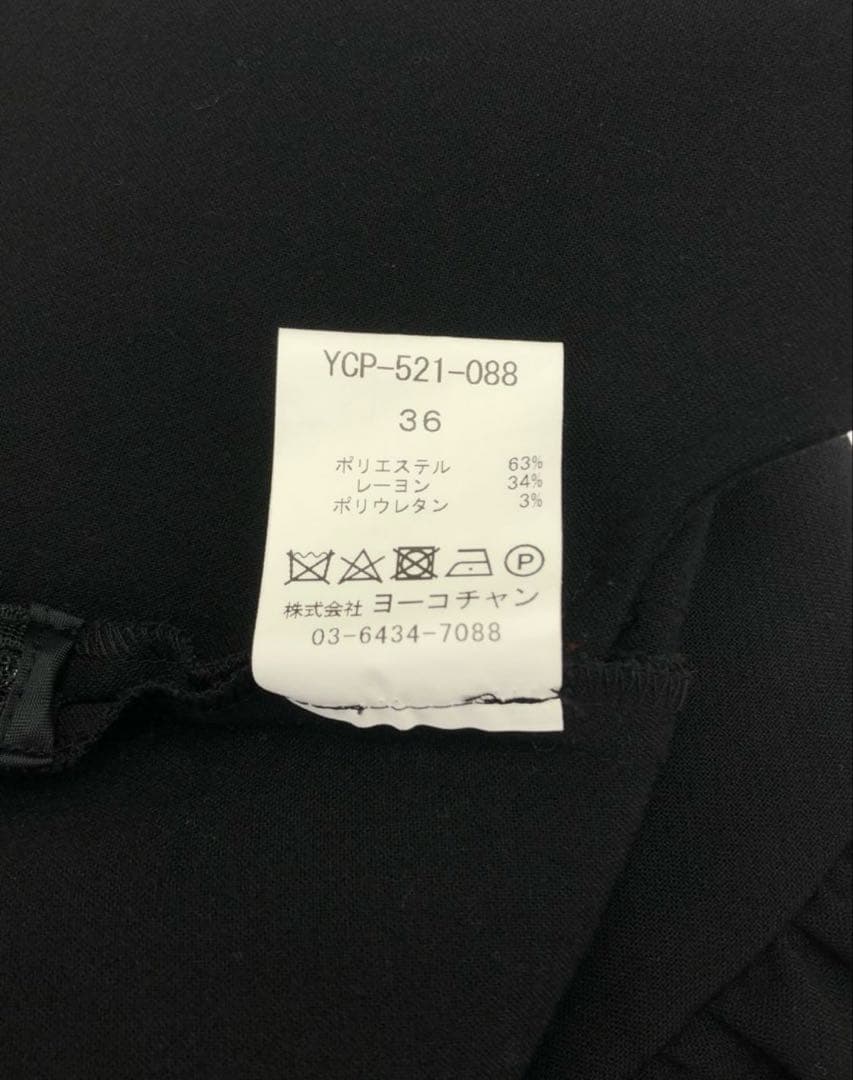 YCP-521-088
36
ポリエステル 63%
レーヨン 34%
ポリウレタン 3%
P
株式会社 ヨーコチャン
03-6434-7088